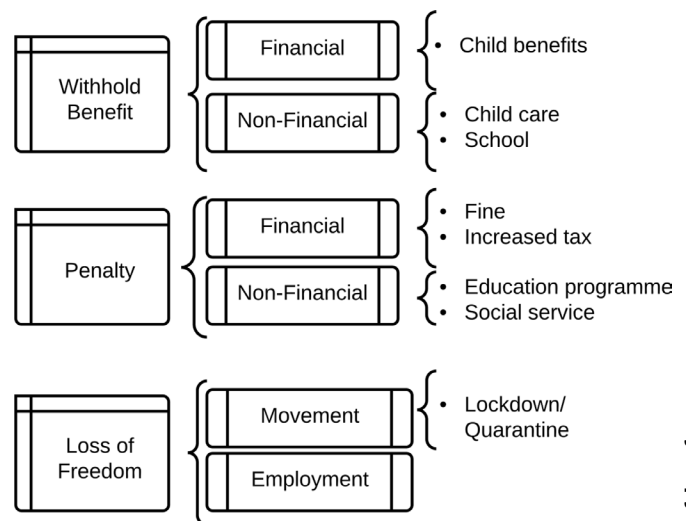 Withhold
Benefit
Financial
• Child benefits
Non-Financial
• Child care
• School
Penalty
Financial
• Fine
• Increased tax
Non-Financial
• Education programme
• Social service
Loss of
Freedom
Movement
• Lockdown/
Quarantine
Employment